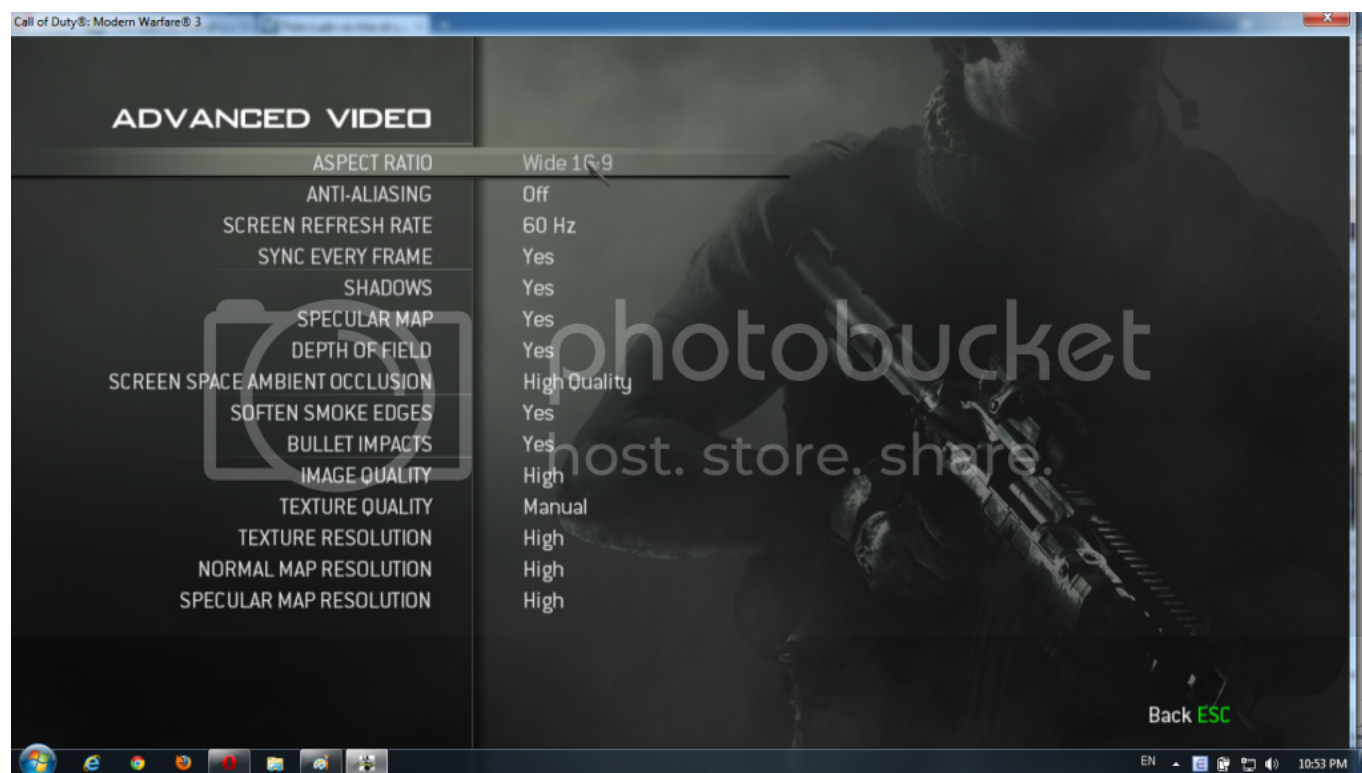 Call of Duty®: Modern Warfare® 3
ADVANCED VIDEO
ASPECT RATIO Wide 16:9
ANTI-ALIASING Off
SCREEN REFRESH RATE 60 Hz
SYNC EVERY FRAME Yes
SHADOWS Yes
SPECULAR MAP Yes
DEPTH OF FIELD Yes
SCREEN SPACE AMBIENT OCCLUSION High Quality
SOFTEN SMOKE EDGES Yes
BULLET IMPACTS Yes
IMAGE QUALITY High
TEXTURE QUALITY Manual
TEXTURE RESOLUTION High
NORMAL MAP RESOLUTION High
SPECULAR MAP RESOLUTION High
photobucket
host. store. share.
Back ESC
EN 10:53 PM